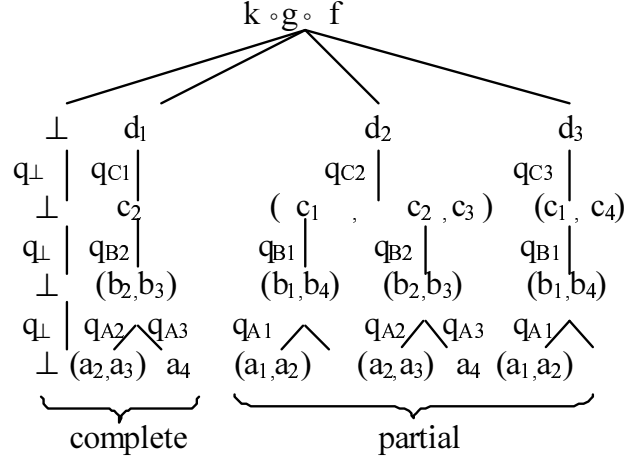 k ∘g∘ f
⊥ d₁ d₂ d₃
q⊥ qC1 qC2 qC3
⊥ c₂ ( c₁ , c₂ , c₃ ) (c₁ , c₄)
q⊥ qB2 qB1 qB2 qB1
⊥ (b₂,b₃) (b₁,b₄) (b₂,b₃) (b₁,b₄)
q⊥ qA2 qA3 qA1 qA2 qA3 qA1
⊥ (a₂,a₃) a₄ (a₁,a₂) (a₂,a₃) a₄ (a₁,a₂)
complete partial